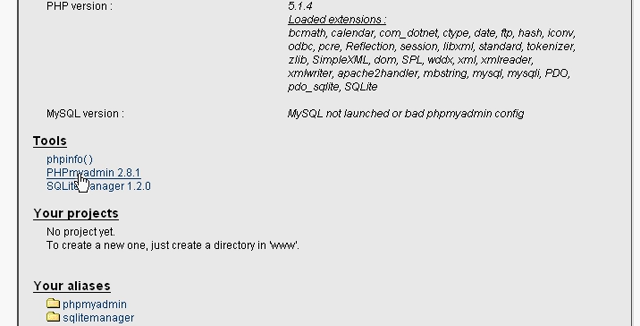 PHP version : 5.1.4
Loaded extensions :
bcmath, calendar, com_dotnet, ctype, date, ftp, hash, iconv,
odbc, pcre, Reflection, session, libxml, standard, tokenizer,
zlib, SimpleXML, dom, SPL, wddx, xml, xmlreader,
xmlwriter, apache2handler, mbstring, mysql, mysqli, PDO,
pdo_sqlite, SQLite
MySQL version : MySQL not launched or bad phpmyadmin config
Tools
phpinfo()
PHPmyadmin 2.8.1
SQLitemanager 1.2.0
Your projects
No project yet.
To create a new one, just create a directory in 'www'.
Your aliases
phpmyadmin
sqlitemanager